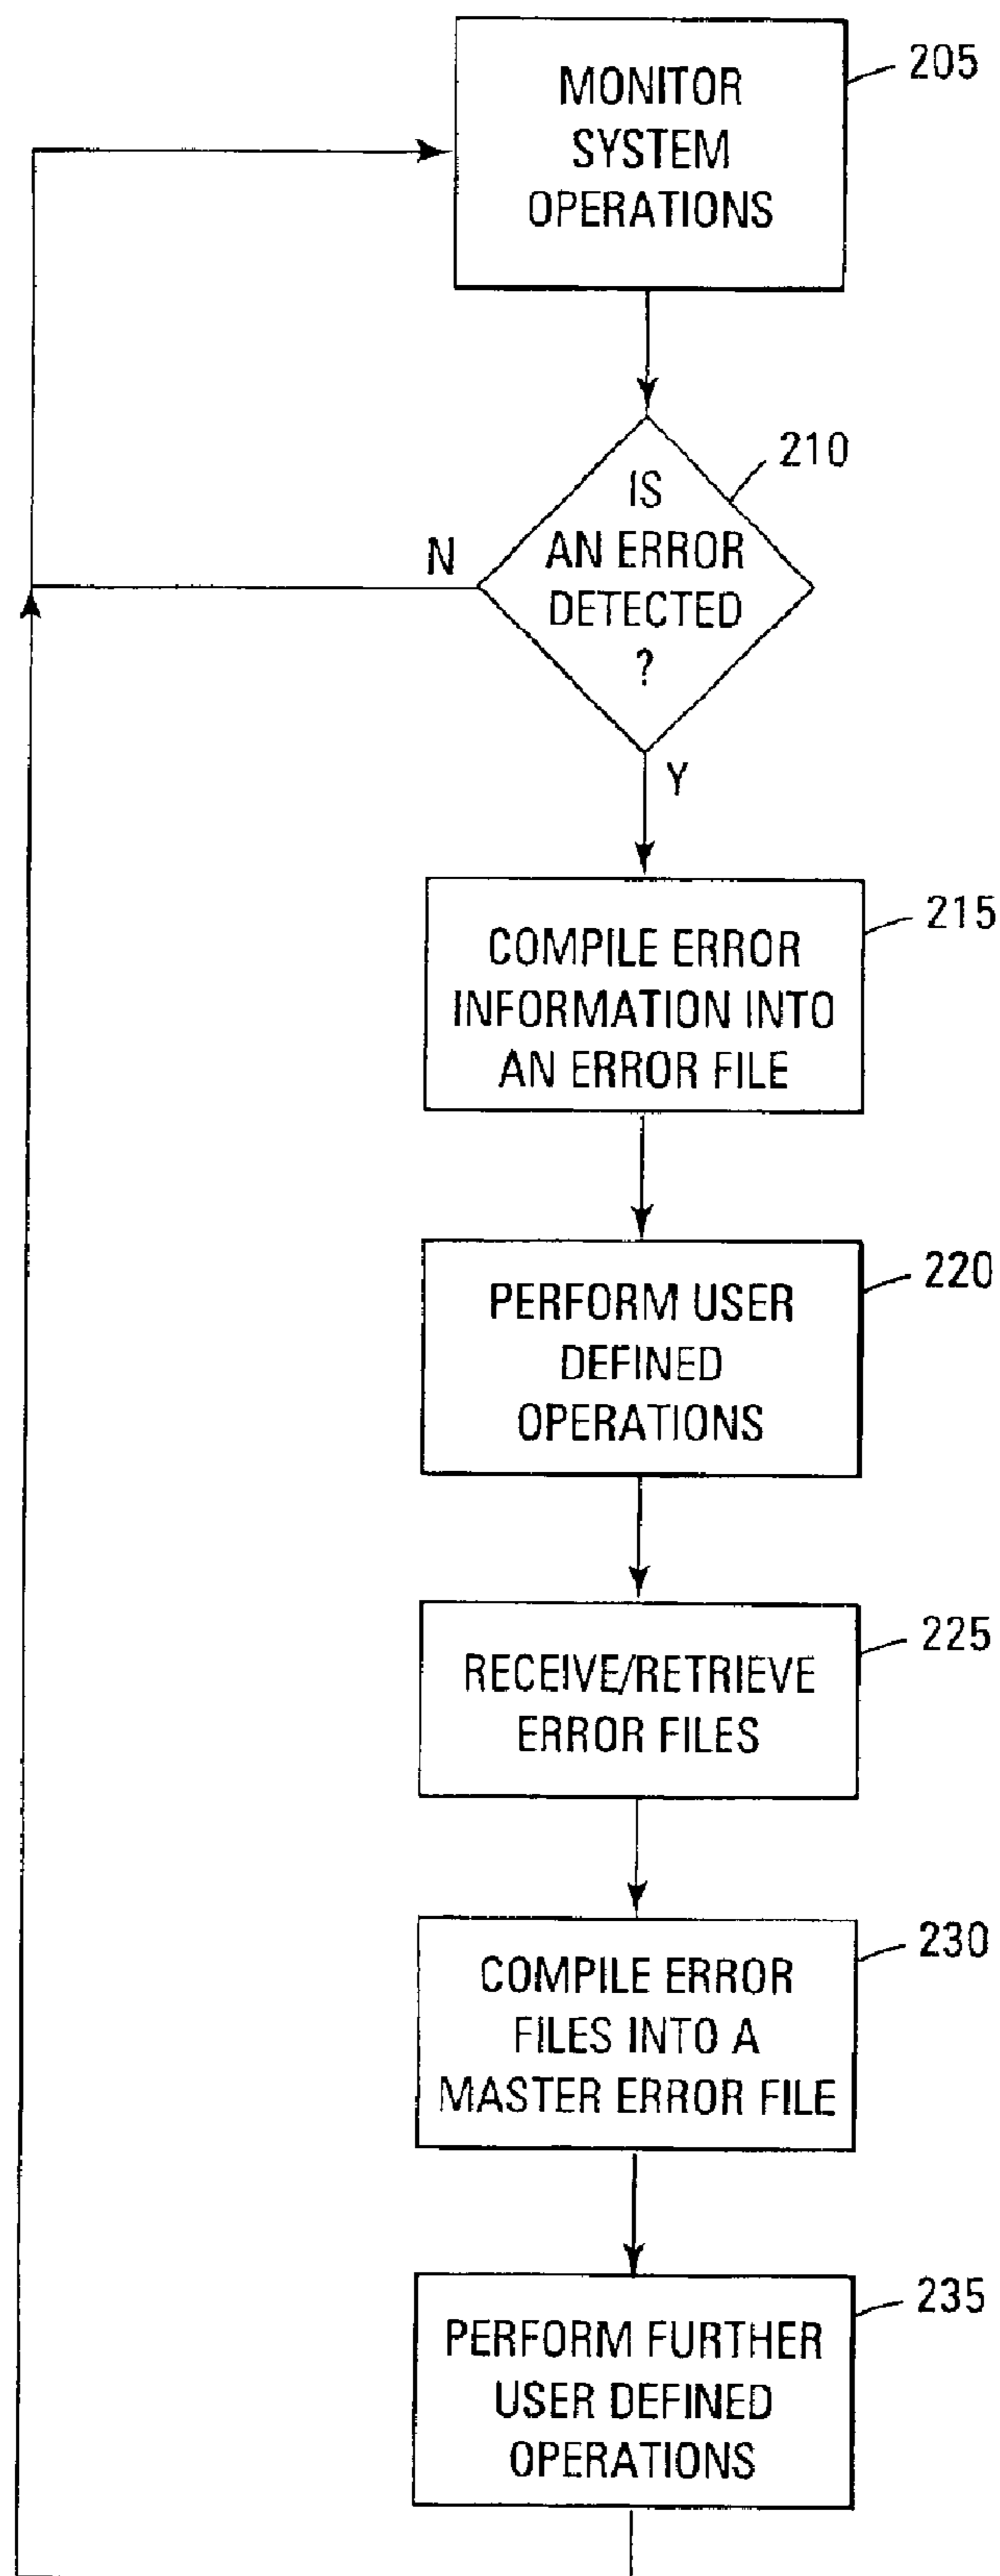 MONITOR
SYSTEM
OPERATIONS
205
IS
AN ERROR
DETECTED
?
210
N
Y
COMPILE ERROR
INFORMATION INTO
AN ERROR FILE
215
PERFORM USER
DEFINED
OPERATIONS
220
RECEIVE/RETRIEVE
ERROR FILES
225
COMPILE ERROR
FILES INTO A
MASTER ERROR FILE
230
PERFORM FURTHER
USER DEFINED
OPERATIONS
235